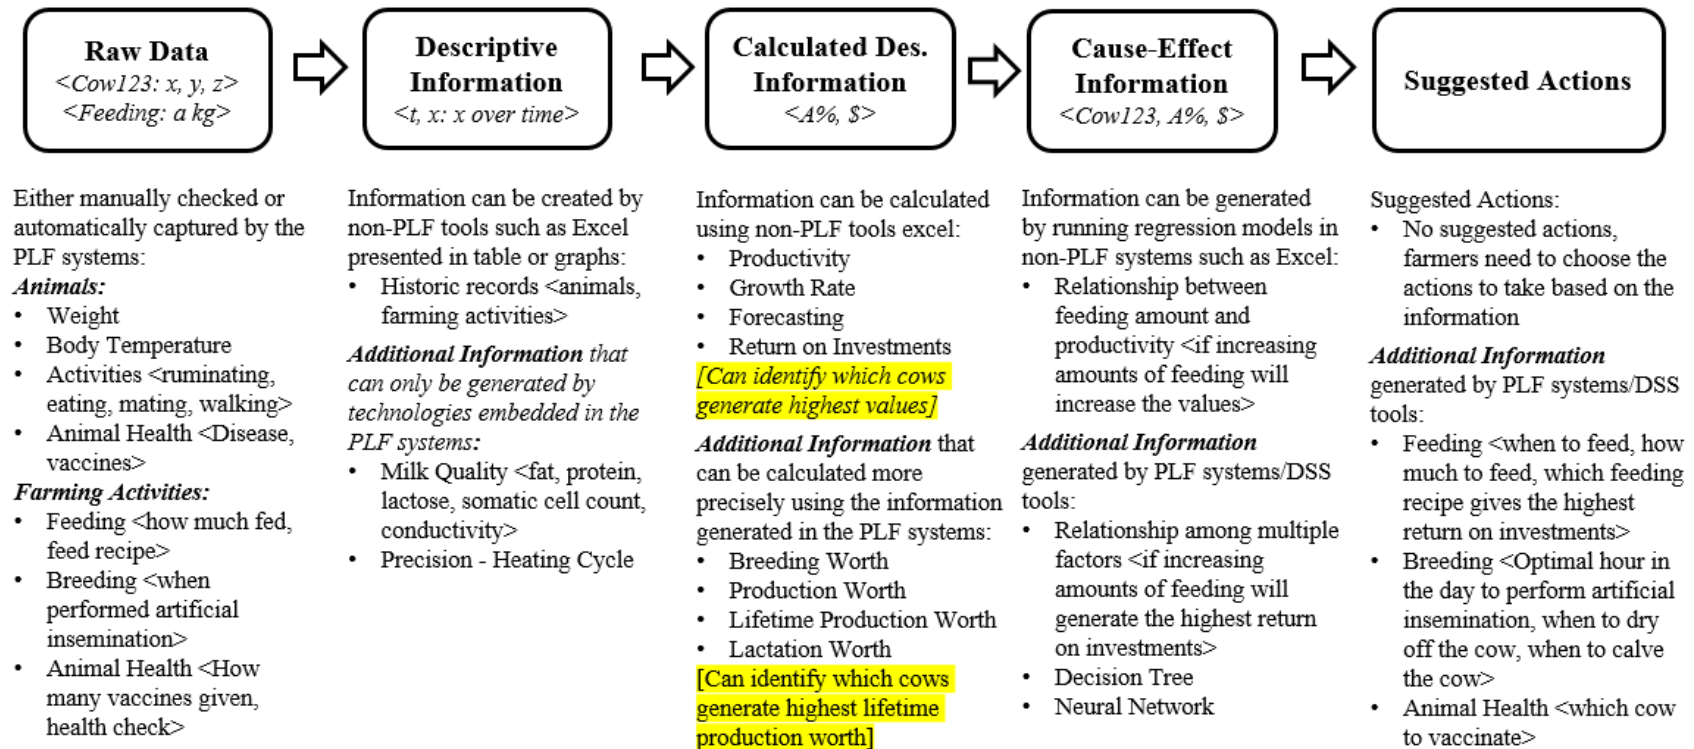 Raw Data
<Cow123: x, y, z>
<Feeding: a kg>
Descriptive
Information
<t, x: x over time>
Calculated Des.
Information
<A%, $>
Cause-Effect
Information
<Cow123, A%, $>
Suggested Actions
Either manually checked or
automatically captured by the
PLF systems:
Animals:
• Weight
• Body Temperature
• Activities <ruminating,
eating, mating, walking>
• Animal Health <Disease,
vaccines>
Farming Activities:
• Feeding <how much fed,
feed recipe>
• Breeding <when
performed artificial
insemination>
• Animal Health <How
many vaccines given,
health check>
Information can be created by
non-PLF tools such as Excel
presented in table or graphs:
• Historic records <animals,
farming activities>
Additional Information that
can only be generated by
technologies embedded in the
PLF systems:
• Milk Quality <fat, protein,
lactose, somatic cell count,
conductivity>
• Precision - Heating Cycle
Information can be calculated
using non-PLF tools excel:
• Productivity
• Growth Rate
• Forecasting
• Return on Investments
[Can identify which cows
generate highest values]
Additional Information that
can be calculated more
precisely using the information
generated in the PLF systems:
• Breeding Worth
• Production Worth
• Lifetime Production Worth
• Lactation Worth
[Can identify which cows
generate highest lifetime
production worth]
Information can be generated
by running regression models in
non-PLF systems such as Excel:
• Relationship between
feeding amount and
productivity <if increasing
amounts of feeding will
increase the values>
Additional Information
generated by PLF systems/DSS
tools:
• Relationship among multiple
factors <if increasing
amounts of feeding will
generate the highest return
on investments>
• Decision Tree
• Neural Network
Suggested Actions:
• No suggested actions,
farmers need to choose the
actions to take based on the
information
Additional Information
generated by PLF systems/DSS
tools:
• Feeding <when to feed, how
much to feed, which feeding
recipe gives the highest
return on investments>
• Breeding <Optimal hour in
the day to perform artificial
insemination, when to dry
off the cow, when to calve
the cow>
• Animal Health <which cow
to vaccinate>